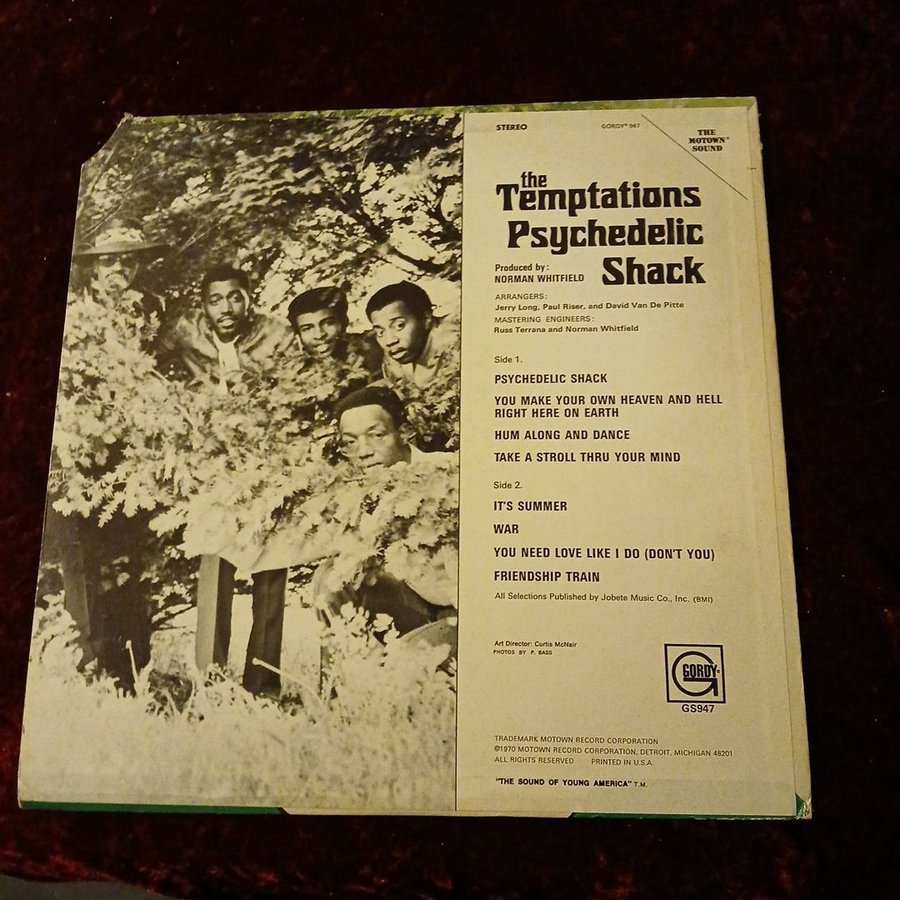 STEREO
GORDY® 947
THE
MOTOWN®
SOUND
the
Temptations
Psychedelic
Shack
Produced by:
NORMAN WHITFIELD
ARRANGERS:
Jerry Long, Paul Riser, and David Van De Pitte
MASTERING ENGINEERS:
Russ Terrana and Norman Whitfield
Side 1.
PSYCHEDELIC SHACK
YOU MAKE YOUR OWN HEAVEN AND HELL
RIGHT HERE ON EARTH
HUM ALONG AND DANCE
TAKE A STROLL THRU YOUR MIND
Side 2.
IT'S SUMMER
WAR
YOU NEED LOVE LIKE I DO (DON'T YOU)
FRIENDSHIP TRAIN
All Selections Published by Jobete Music Co., Inc. (BMI)
Art Director: Curtis McNair
PHOTOS BY P. BASS
GORDY®
GS947
TRADEMARK MOTOWN RECORD CORPORATION
©1970 MOTOWN RECORD CORPORATION, DETROIT, MICHIGAN 48201
ALL RIGHTS RESERVED PRINTED IN U.S.A.
"THE SOUND OF YOUNG AMERICA" T.M.